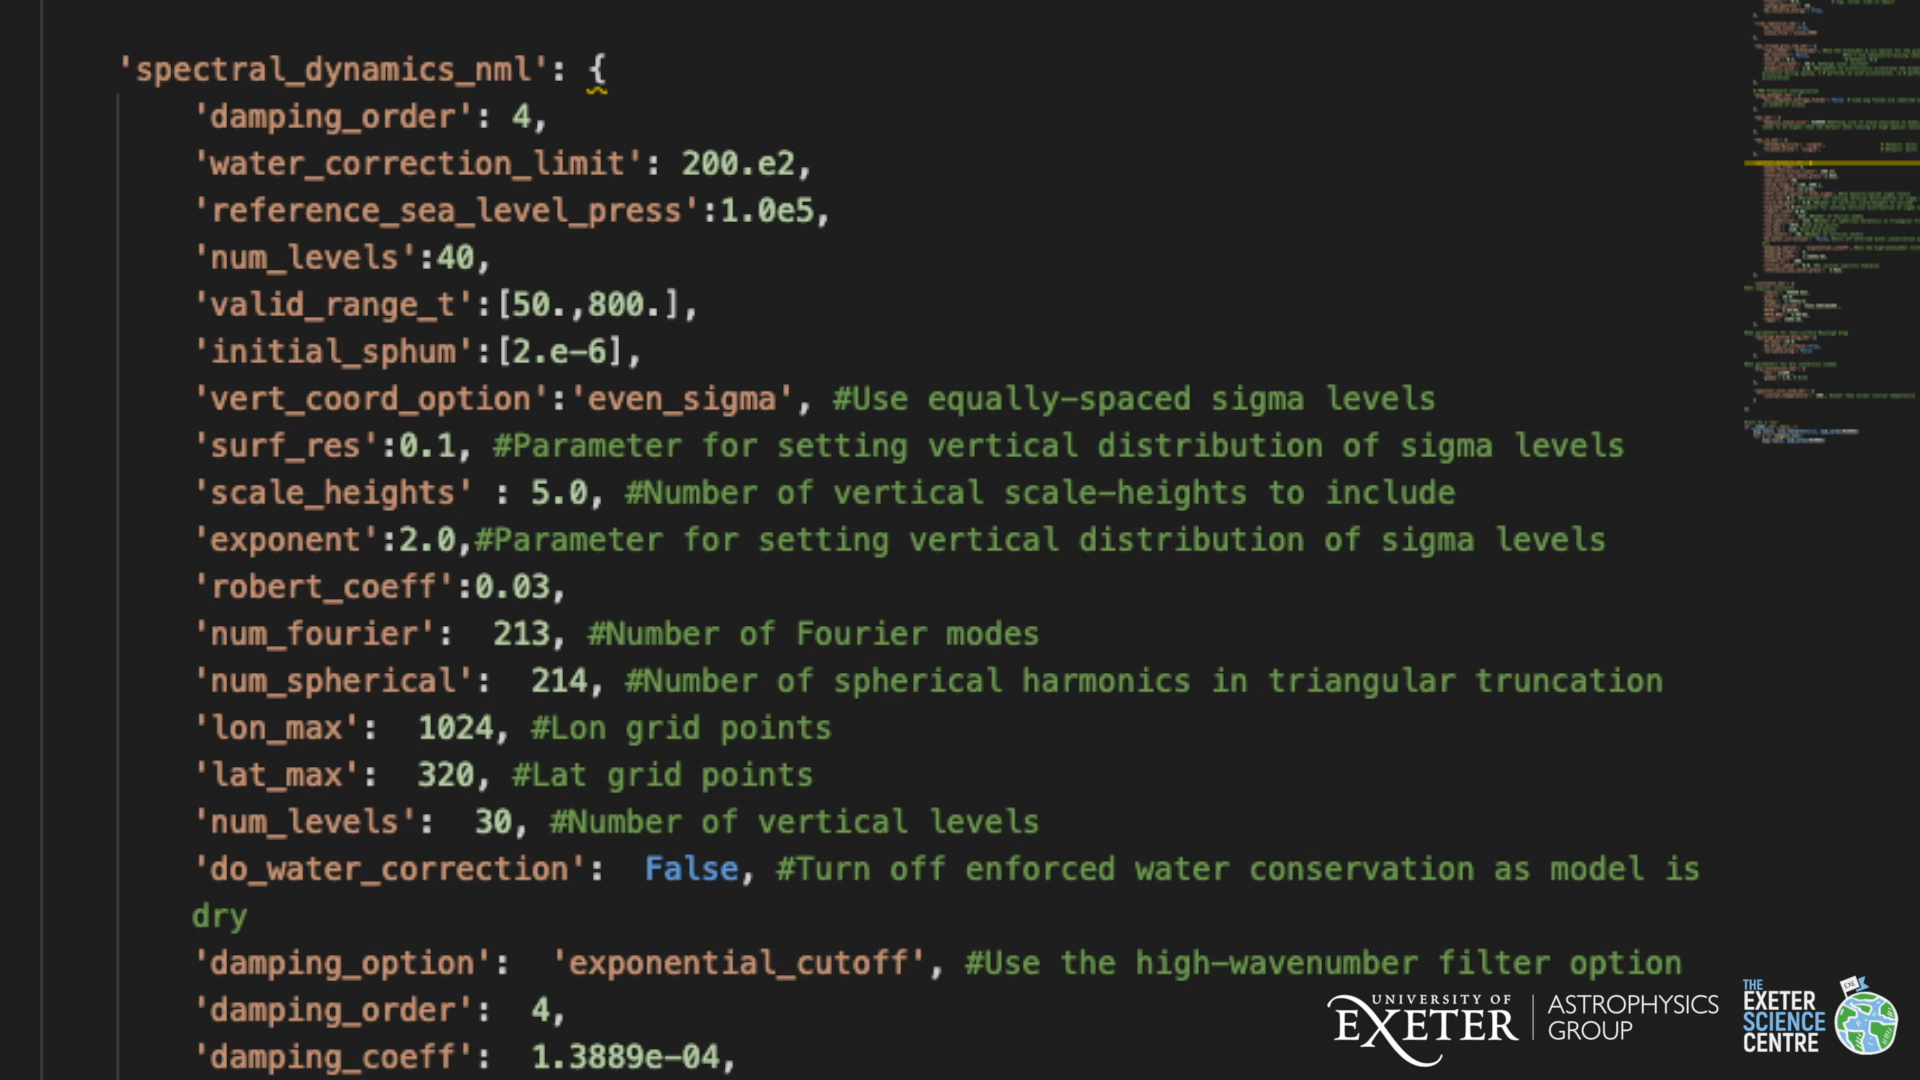 'spectral_dynamics_nml': {
'damping_order': 4,
'water_correction_limit': 200.e2,
'reference_sea_level_press':1.0e5,
'num_levels':40,
'valid_range_t':[50.,800.],
'initial_sphum':[2.e-6],
'vert_coord_option':'even_sigma', #Use equally-spaced sigma levels
'surf_res':0.1, #Parameter for setting vertical distribution of sigma levels
'scale_heights' : 5.0, #Number of vertical scale-heights to include
'exponent':2.0,#Parameter for setting vertical distribution of sigma levels
'robert_coeff':0.03,
'num_fourier':  213, #Number of Fourier modes
'num_spherical':  214, #Number of spherical harmonics in triangular truncation
'lon_max':  1024, #Lon grid points
'lat_max':  320, #Lat grid points
'num_levels':  30, #Number of vertical levels
'do_water_correction':  False, #Turn off enforced water conservation as model is
dry
'damping_option':  'exponential_cutoff', #Use the high-wavenumber filter option
'damping_order':  4,
'damping_coeff':  1.3889e-04,
UNIVERSITY OF
EXETER
ASTROPHYSICS
GROUP
THE
EXETER
SCIENCE
CENTRE
EXE